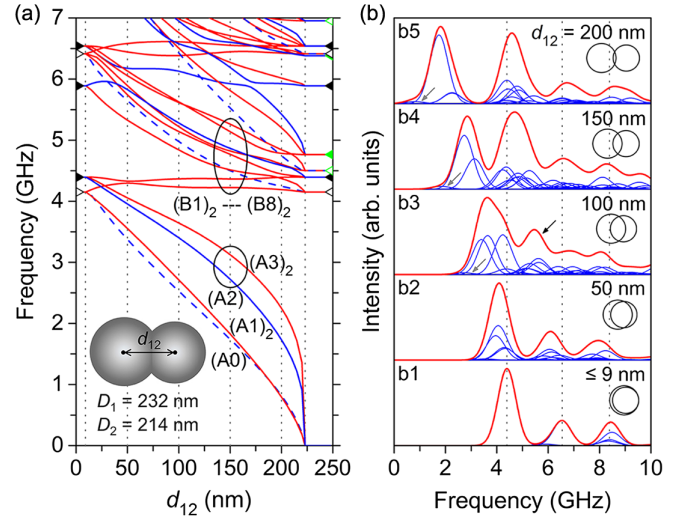 (a)
7
6
5
4
3
2
1
0
Frequency (GHz)
(B1)₂ --- (B8)₂
(A3)₂
(A2)
(A1)₂
(A0)
d₁₂
D₁ = 232 nm
D₂ = 214 nm
0 50 100 150 200 250
d₁₂ (nm)
(b)
Intensity (arb. units)
b5 d₁₂ = 200 nm
b4 150 nm
b3 100 nm
b2 50 nm
b1 ≤ 9 nm
0 2 4 6 8 10
Frequency (GHz)